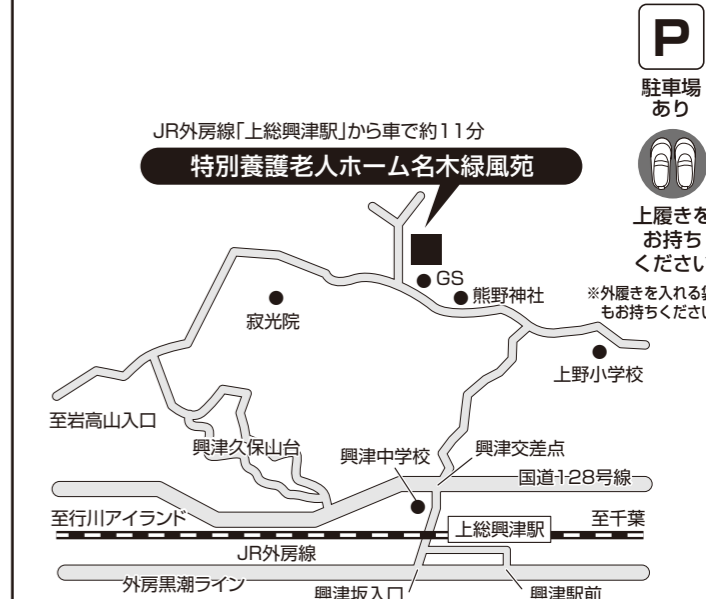 P
駐車場
あり
JR外房線「上総興津駅」から車で約11分
特別養護老人ホーム名木緑風苑
上履きを
お持ち
ください
※外履きを入れる袋
もお持ちください
GS
熊野神社
寂光院
上野小学校
至岩高山入口
興津久保山台
興津中学校
興津交差点
国道128号線
至行川アイランド
上総興津駅
至千葉
JR外房線
外房黒潮ライン
興津坂入口
興津駅前